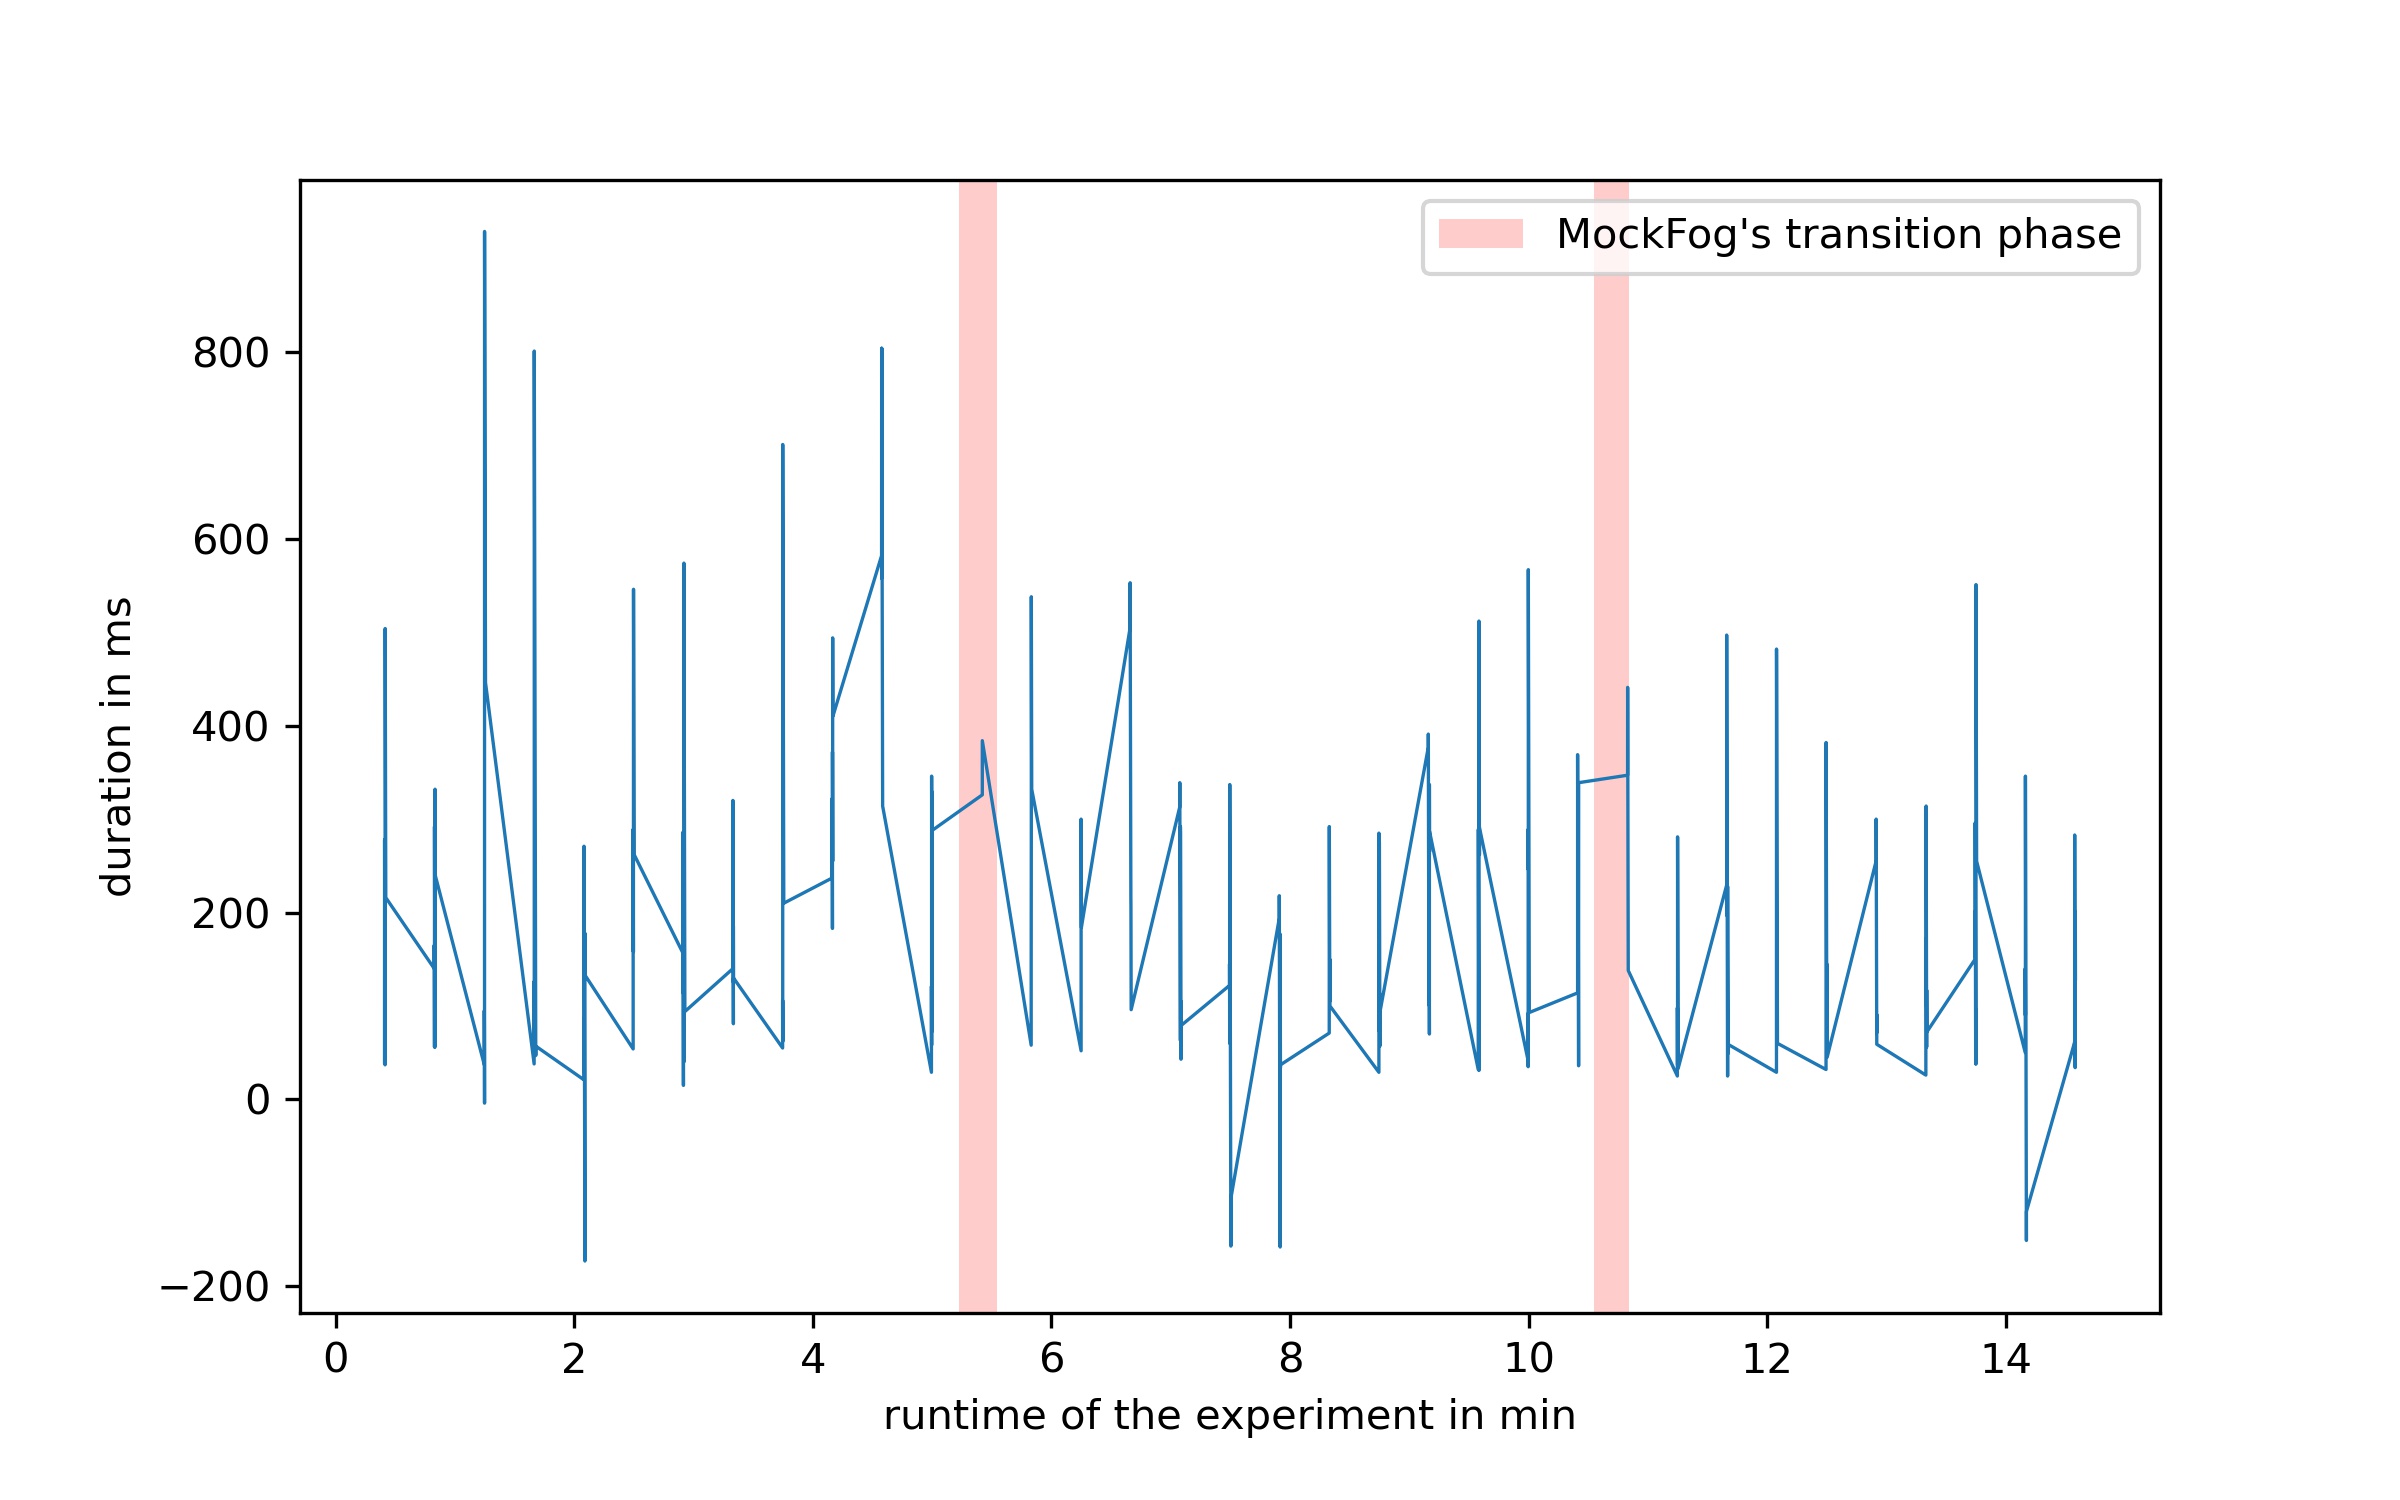 MockFog's transition phase
800
600
400
200
0
−200
duration in ms
0 2 4 6 8 10 12 14
runtime of the experiment in min